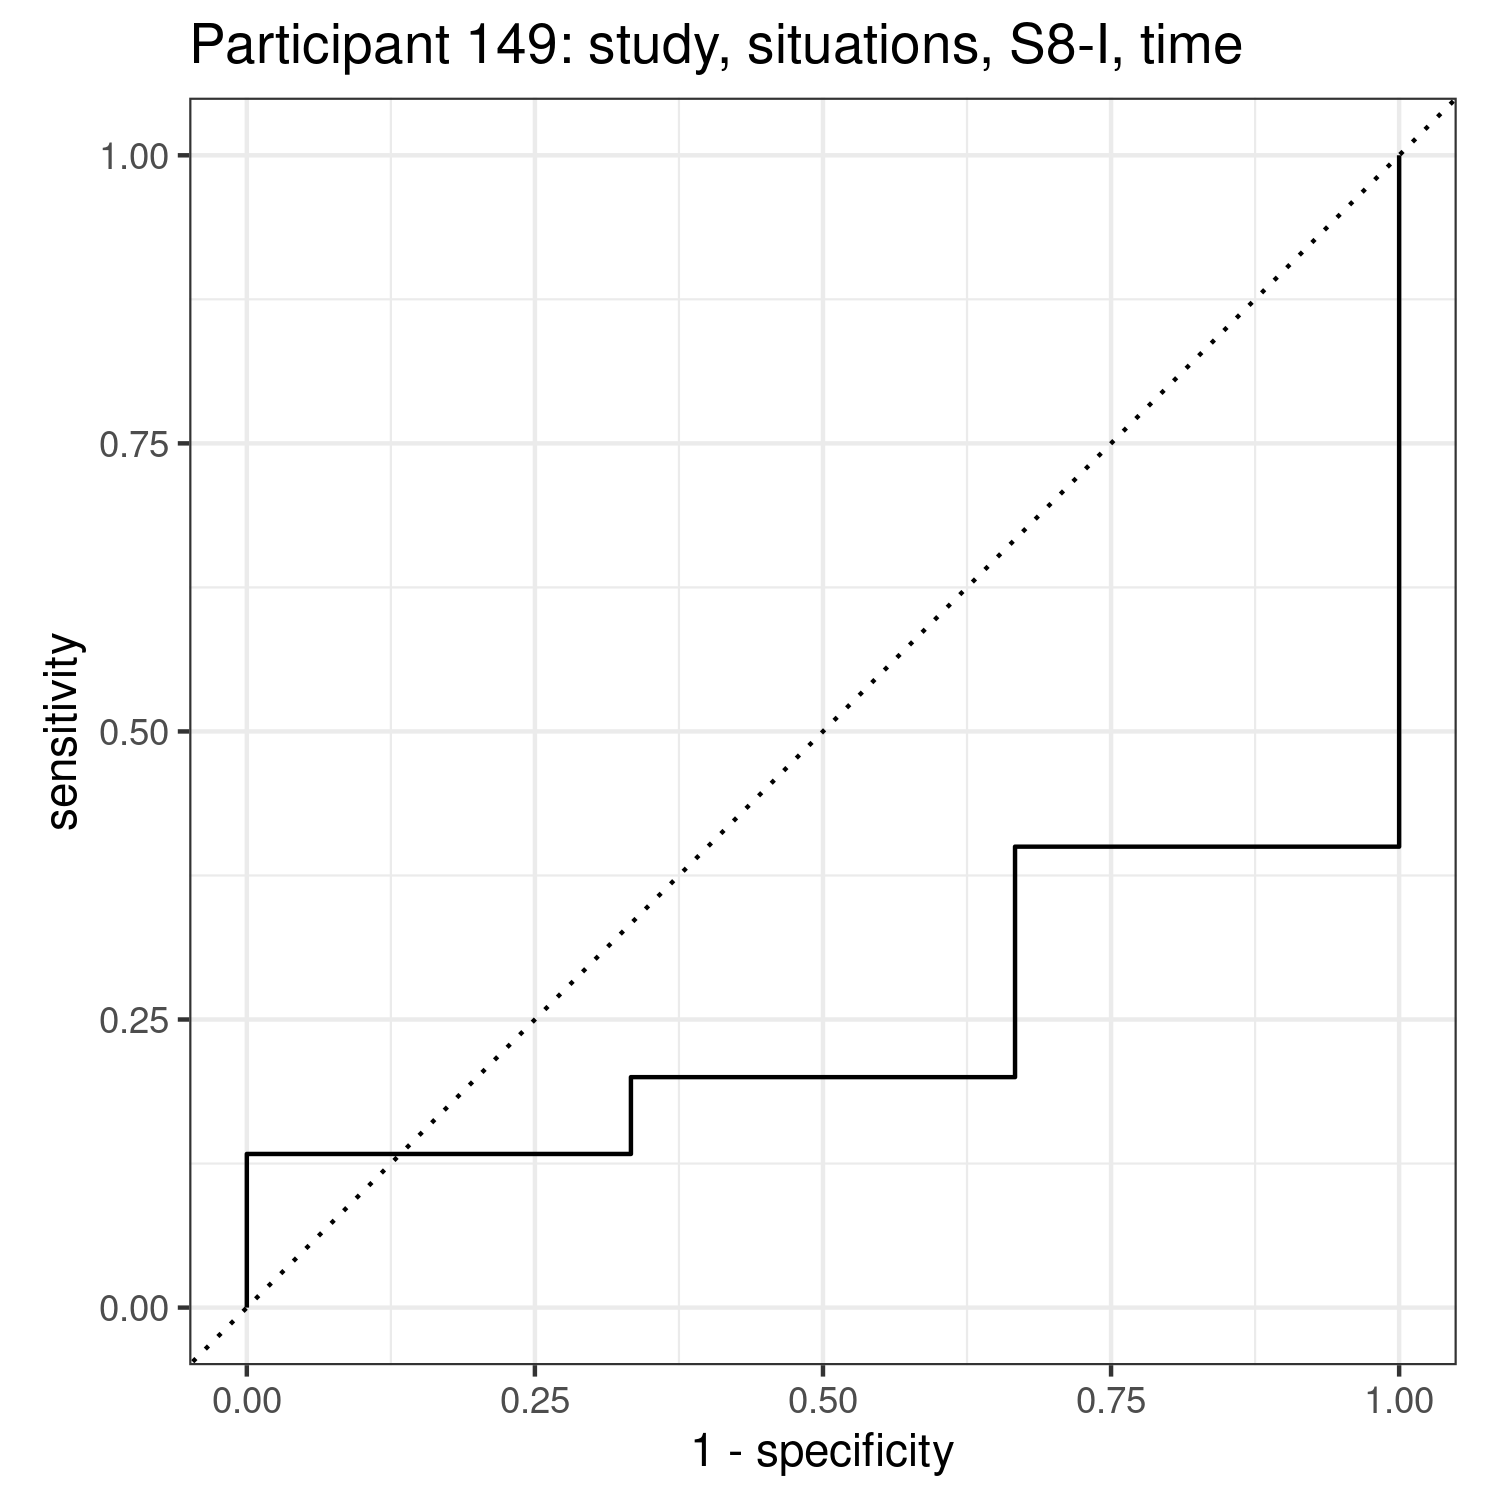 Participant 149: study, situations, S8-I, time
1.00
0.75
0.50
0.25
0.00
sensitivity
0.00 0.25 0.50 0.75 1.00
1 - specificity